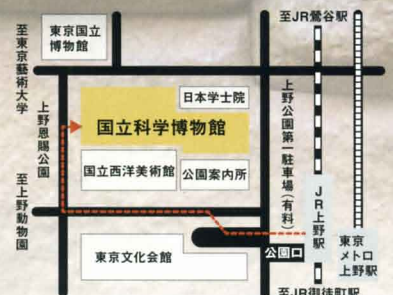 至JR鶯谷駅
東京国立
博物館
至東京藝術大学
日本学士院
国立科学博物館
上野恩賜公園
上野公園第一駐車場(有料)
国立西洋美術館
公園案内所
至上野動物園
JR上野駅
東京
メトロ
上野駅
公園口
東京文化会館
至JR御徒町駅